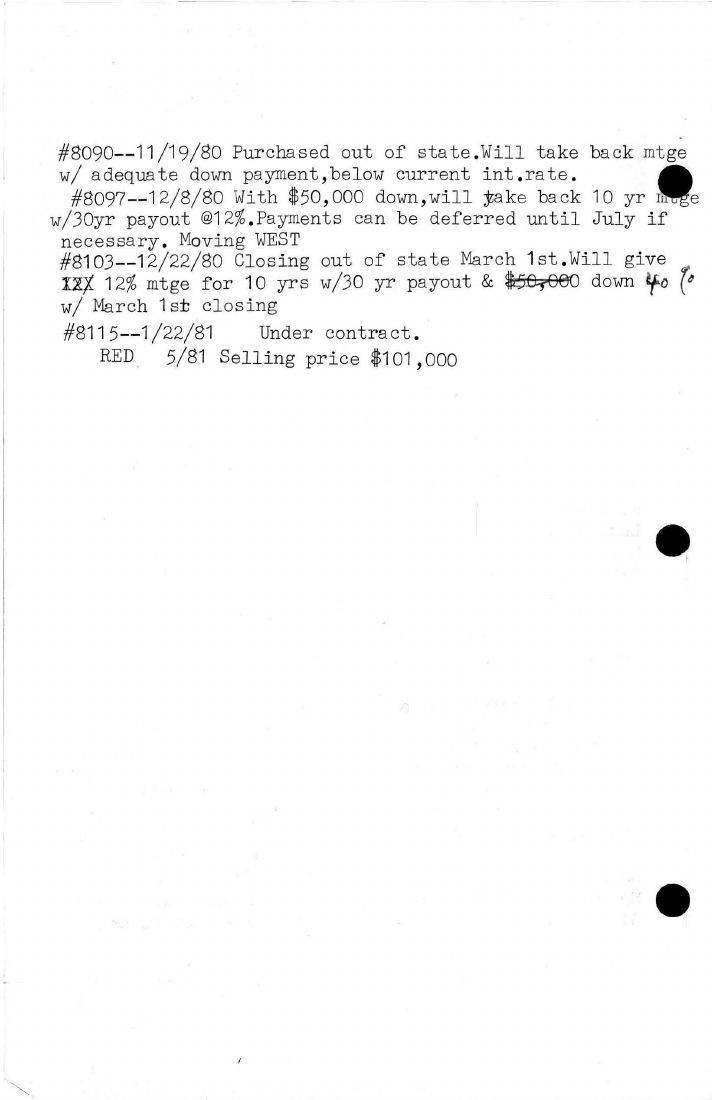 #8090--11/19/80 Purchased out of state.Will take back mtge
w/ adequate down payment,below current int.rate.
#8097--12/8/80 With $50,000 down,will take back 10 yr mtge
w/30yr payout @12%.Payments can be deferred until July if
necessary. Moving WEST
#8103--12/22/80 Closing out of state March 1st.Will give
12% mtge for 10 yrs w/30 yr payout & $50,000 down 40 %
w/ March 1st closing
#8115--1/22/81 Under contract.
RED 5/81 Selling price $101,000